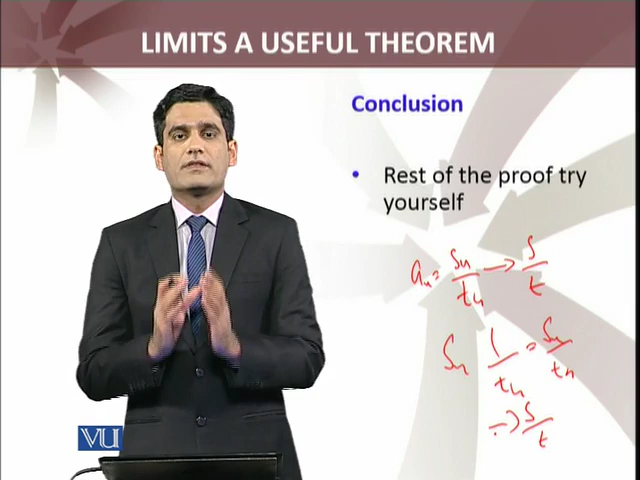 LIMITS A USEFUL THEOREM
Conclusion
• Rest of the proof try
yourself
aₙ = Sₙ/tₙ → S/t
Sₙ 1/tₙ = Sₙ/tₙ
→ S/t
VU